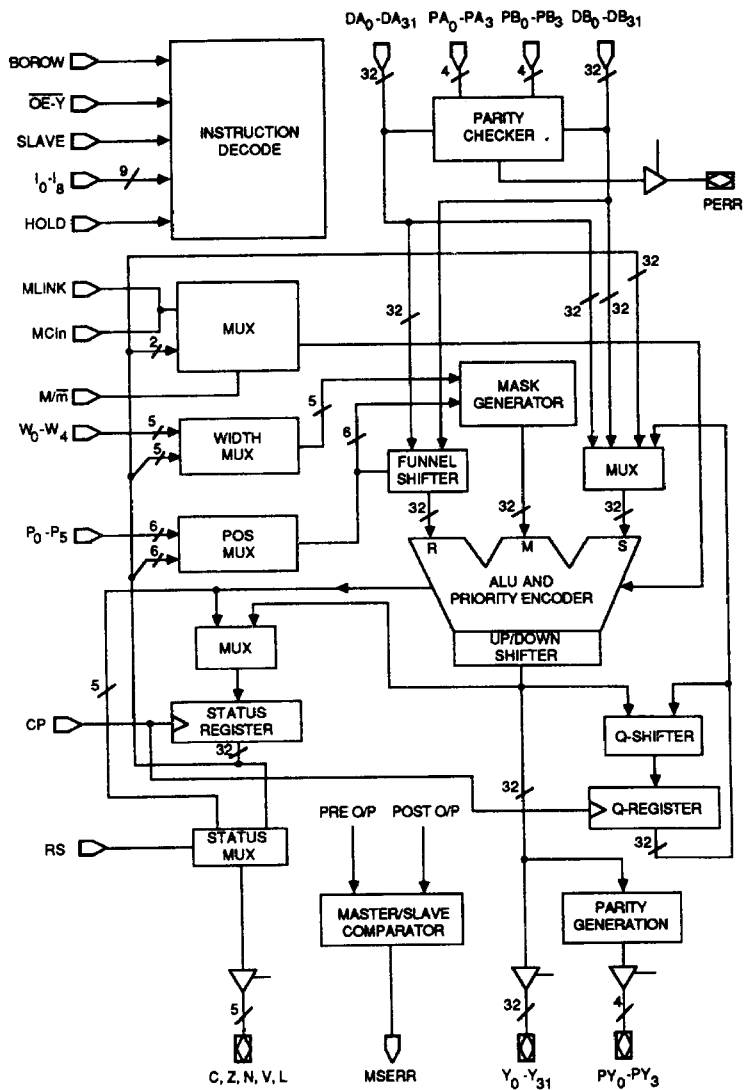 DA0-DA31 PA0-PA3 PB0-PB3 DB0-DB31
32 4 4 32
BOROW
OE-Y
SLAVE
I0-I8 9
HOLD
INSTRUCTION
DECODE
PARITY
CHECKER
PERR
MLINK
MCin
2
M/m
MUX
32
32
32
32
W0-W4 5
5
WIDTH
MUX
5
MASK
GENERATOR
6
FUNNEL
SHIFTER
MUX
P0-P5 6
6
POS
MUX
32
32
32
R
M
S
ALU AND
PRIORITY ENCODER
UP/DOWN
SHIFTER
MUX
5
CP
STATUS
REGISTER
32
Q-SHIFTER
32
Q-REGISTER
32
RS
STATUS
MUX
PRE O/P POST O/P
MASTER/SLAVE
COMPARATOR
PARITY
GENERATION
5
32
4
C, Z, N, V, L
MSERR
Y0-Y31
PY0-PY3